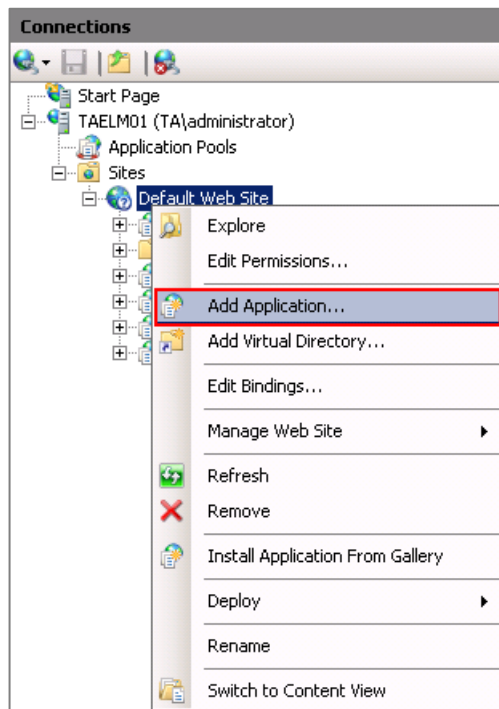 Connections
Start Page
TAELM01 (TA\administrator)
Application Pools
Sites
Default Web Site
Explore
Edit Permissions...
Add Application...
Add Virtual Directory...
Edit Bindings...
Manage Web Site
Refresh
Remove
Install Application From Gallery
Deploy
Rename
Switch to Content View